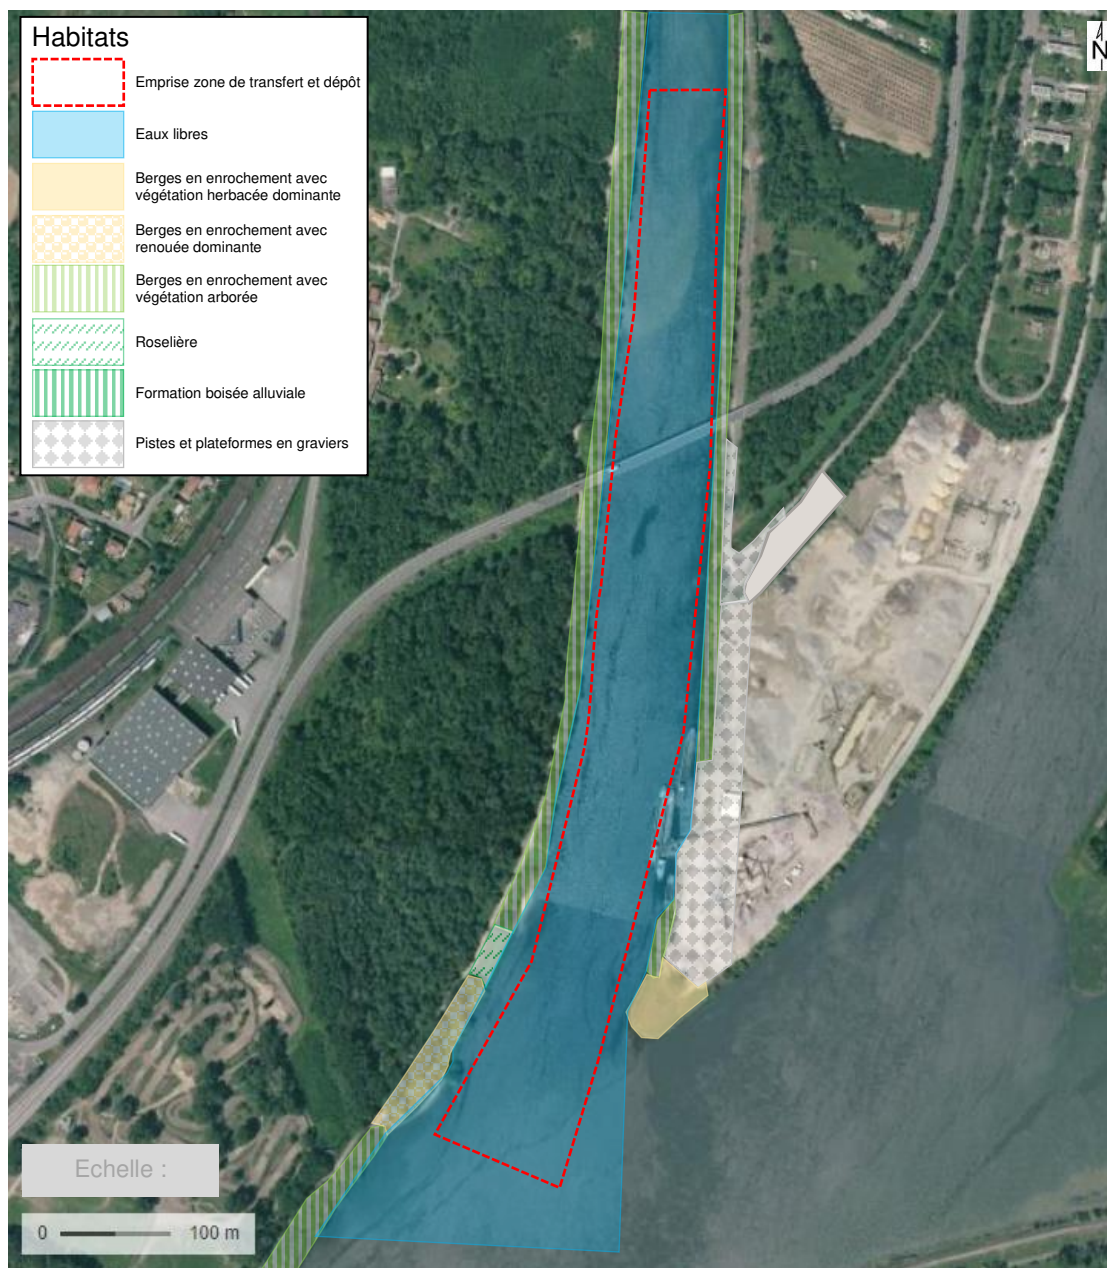 Habitats
Emprise zone de transfert et dépôt
Eaux libres
Berges en enrochement avec
végétation herbacée dominante
Berges en enrochement avec
renouée dominante
Berges en enrochement avec
végétation arborée
Roselière
Formation boisée alluviale
Pistes et plateformes en graviers
N
Echelle :
0 100 m